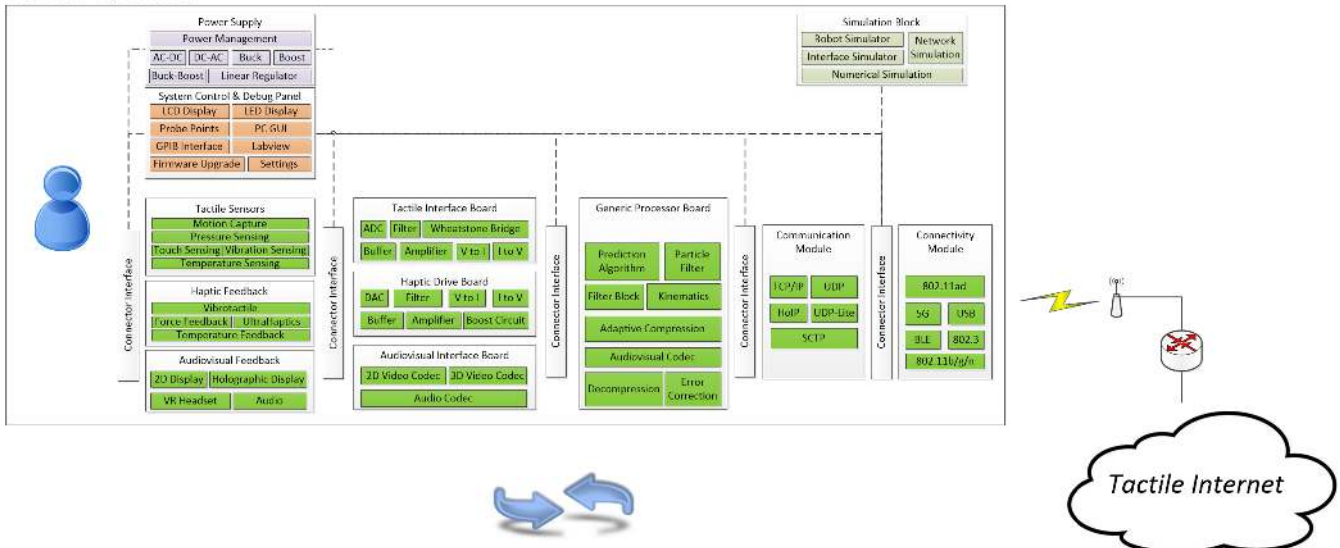 Power Supply
Power Management
AC-DC DC-AC Buck Boost
Buck-Boost Linear Regulator
System Control & Debug Panel
LCD Display LED Display
Probe Points PC GUI
GPIB Interface Labview
Firmware Upgrade Settings
Simulation Block
Robot Simulator
Network Simulation
Interface Simulator
Numerical Simulation
Connector Interface
Tactile Sensors
Motion Capture
Pressure Sensing
Touch Sensing Vibration Sensing
Temperature Sensing
Haptic Feedback
Vibrotactile
Force Feedback UltraHaptics
Temperature Feedback
Audiovisual Feedback
2D Display Holographic Display
VR Headset Audio
Connector Interface
Tactile Interface Board
ADC Filter Wheatstone Bridge
Buffer Amplifier V to I I to V
Haptic Drive Board
DAC Filter V to I I to V
Buffer Amplifier Boost Circuit
Audiovisual Interface Board
2D Video Codec 3D Video Codec
Audio Codec
Connector Interface
Generic Processor Board
Prediction
Algorithm
Particle
Filter
Filter Block Kinematics
Adaptive Compression
Audiovisual Codec
Decompression
Error
Correction
Connector Interface
Communication
Module
TCP/IP UDP
HoIP UDP-Lite
SCTP
Connector Interface
Connectivity
Module
802.11ad
5G USB
BLE 802.3
802.11b/g/n
Tactile Internet